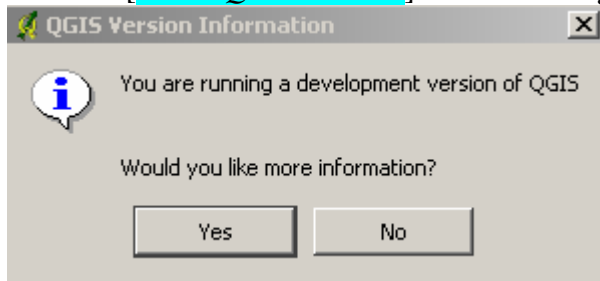 QGIS Version Information
You are running a development version of QGIS
Would you like more information?
Yes
No